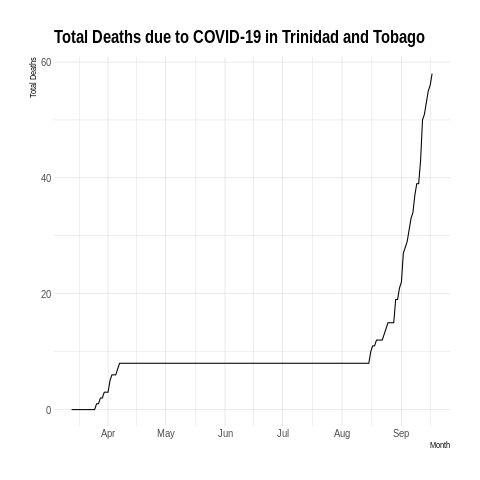 Total Deaths due to COVID-19 in Trinidad and Tobago
Total Deaths
60
40
20
0
Apr May Jun Jul Aug Sep
Month